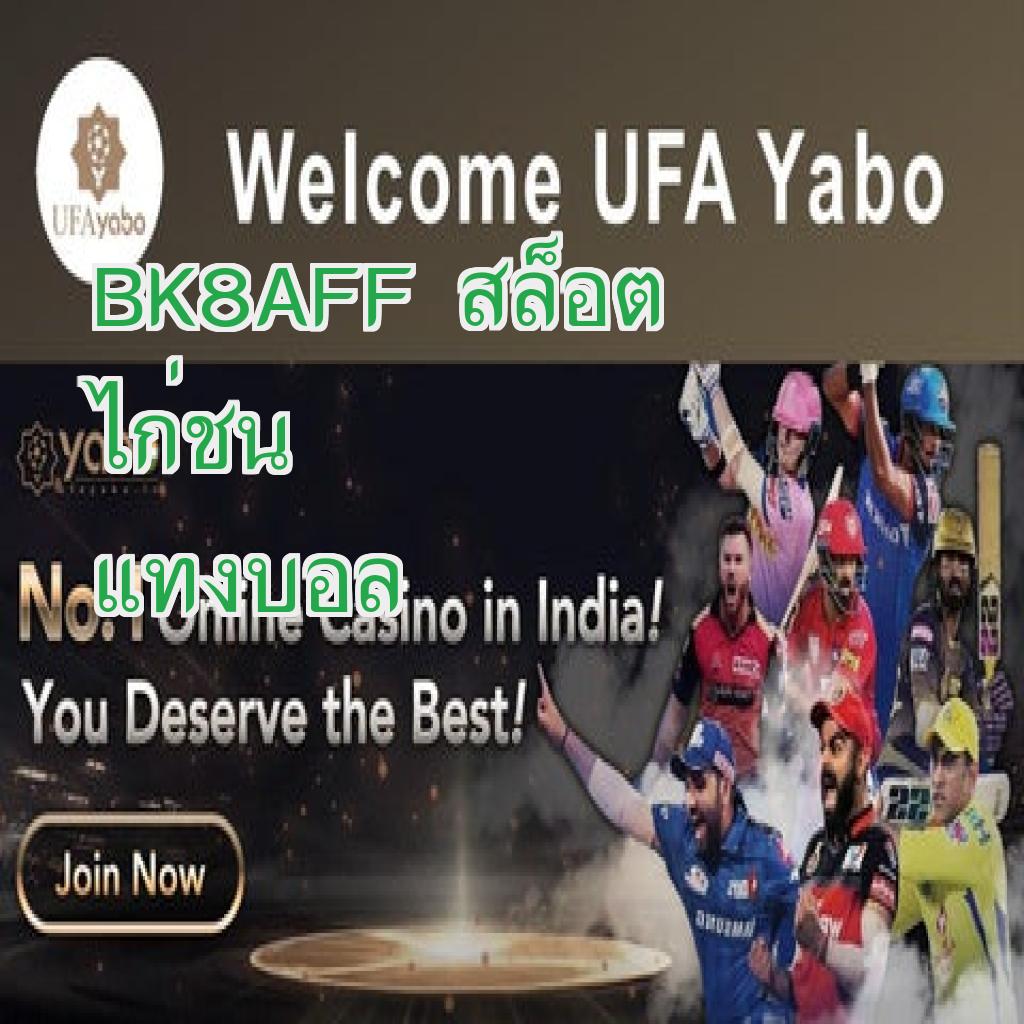 Welcome UFA Yabo
UFAyabo
BK8AFF สล็อต
ไก่ชน
แทงบอล
No.1 Online Casino in India!
You Deserve the Best!
Join Now
22